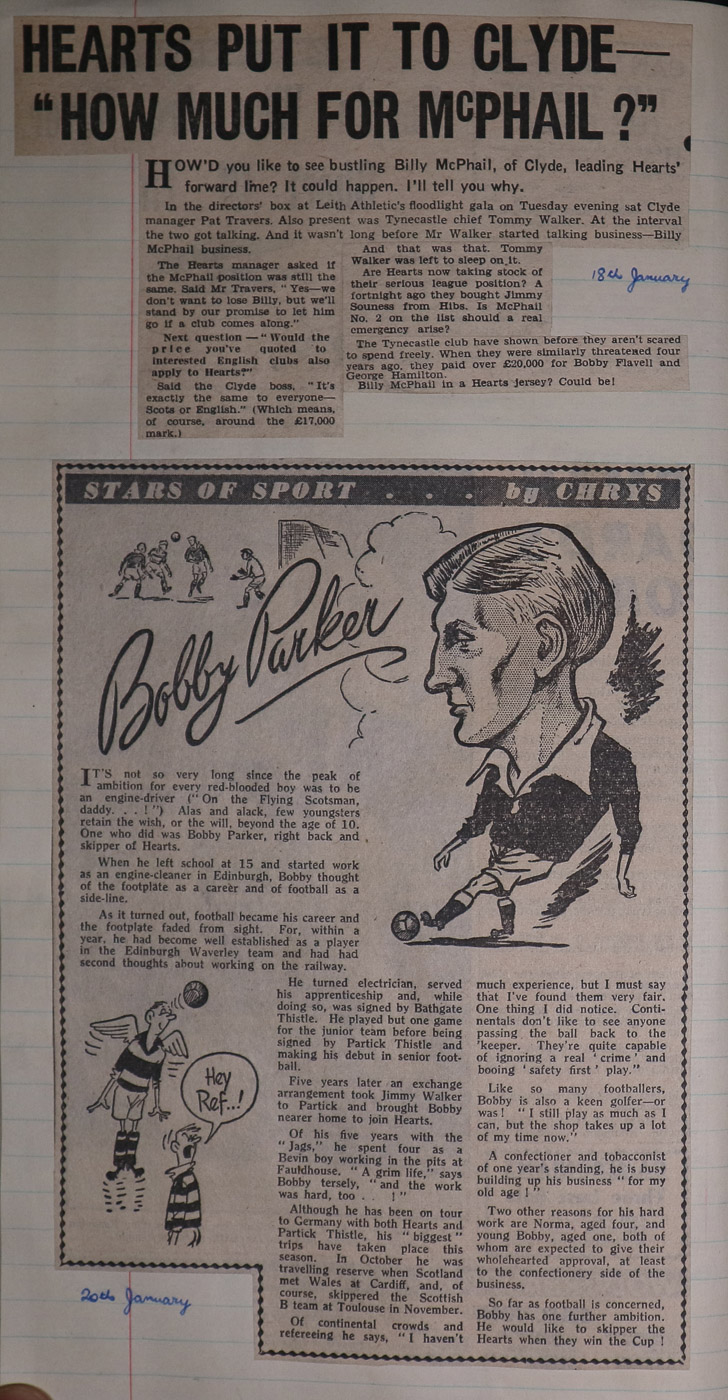 HEARTS PUT IT TO CLYDE—
"HOW MUCH FOR McPHAIL?"
HOW'D you like to see bustling Billy McPhail, of Clyde, leading Hearts'
forward line? It could happen. I'll tell you why.
In the directors' box at Leith Athletic's floodlight gala on Tuesday evening sat Clyde
manager Pat Travers. Also present was Tynecastle chief Tommy Walker. At the interval
the two got talking. And it wasn't long before Mr Walker started talking business—Billy
McPhail business.
The Hearts manager asked if
the McPhail position was still the
same. Said Mr Travers, "Yes—we
don't want to lose Billy, but we'll
stand by our promise to let him
go if a club comes along."
Next question—"Would the
price you've quoted to
interested English clubs also
apply to Hearts?"
Said the Clyde boss, "It's
exactly the same to everyone—
Scots or English." (Which means,
of course, around the £17,000
mark.)
And that was that. Tommy
Walker was left to sleep on it.
Are Hearts now taking stock of
their serious league position? A
fortnight ago they bought Jimmy
Souness from Hibs. Is McPhail
No. 2 on the list should a real
emergency arise?
The Tynecastle club have shown before they aren't scared
to spend freely. When they were similarly threatened four
years ago, they paid over £20,000 for Bobby Flavell and
George Hamilton.
Billy McPhail in a Hearts jersey? Could be!
18th January
STARS OF SPORT . . . by CHRYS
Bobby Parker
IT'S not so very long since the peak of
ambition for every red-blooded boy was to be
an engine-driver ("On the Flying Scotsman,
daddy. . . !") Alas and alack, few youngsters
retain the wish, or the will, beyond the age of 10.
One who did was Bobby Parker, right back and
skipper of Hearts.
When he left school at 15 and started work
as an engine-cleaner in Edinburgh, Bobby thought
of the footplate as a career and of football as a
side-line.
As it turned out, football became his career and
the footplate faded from sight. For, within a
year, he had become well established as a player
in the Edinburgh Waverley team and had had
second thoughts about working on the railway.
Hey
Ref..!
He turned electrician, served
his apprenticeship and, while
doing so, was signed by Bathgate
Thistle. He played but one game
for the junior team before being
signed by Partick Thistle and
making his debut in senior foot-
ball.
Five years later an exchange
arrangement took Jimmy Walker
to Partick and brought Bobby
nearer home to join Hearts.
Of his five years with the
"Jags," he spent four as a
Bevin boy working in the pits at
Fauldhouse. "A grim life," says
Bobby tersely, "and the work
was hard, too . . !"
Although he has been on tour
to Germany with both Hearts and
Partick Thistle, his "biggest"
trips have taken place this
season. In October he was
travelling reserve when Scotland
met Wales at Cardiff, and, of
course, skippered the Scottish
B team at Toulouse in November.
Of continental crowds and
refereeing he says, "I haven't
much experience, but I must say
that I've found them very fair.
One thing I did notice. Conti-
nentals don't like to see anyone
passing the ball back to the
'keeper. They're quite capable
of ignoring a real 'crime' and
booing 'safety first' play."
Like so many footballers,
Bobby is also a keen golfer—or
was! "I still play as much as I
can, but the shop takes up a lot
of my time now."
A confectioner and tobacconist
of one year's standing, he is busy
building up his business "for my
old age!"
Two other reasons for his hard
work are Norma, aged four, and
young Bobby, aged one, both of
whom are expected to give their
wholehearted approval, at least
to the confectionery side of the
business.
So far as football is concerned,
Bobby has one further ambition.
He would like to skipper the
Hearts when they win the Cup!
20th January